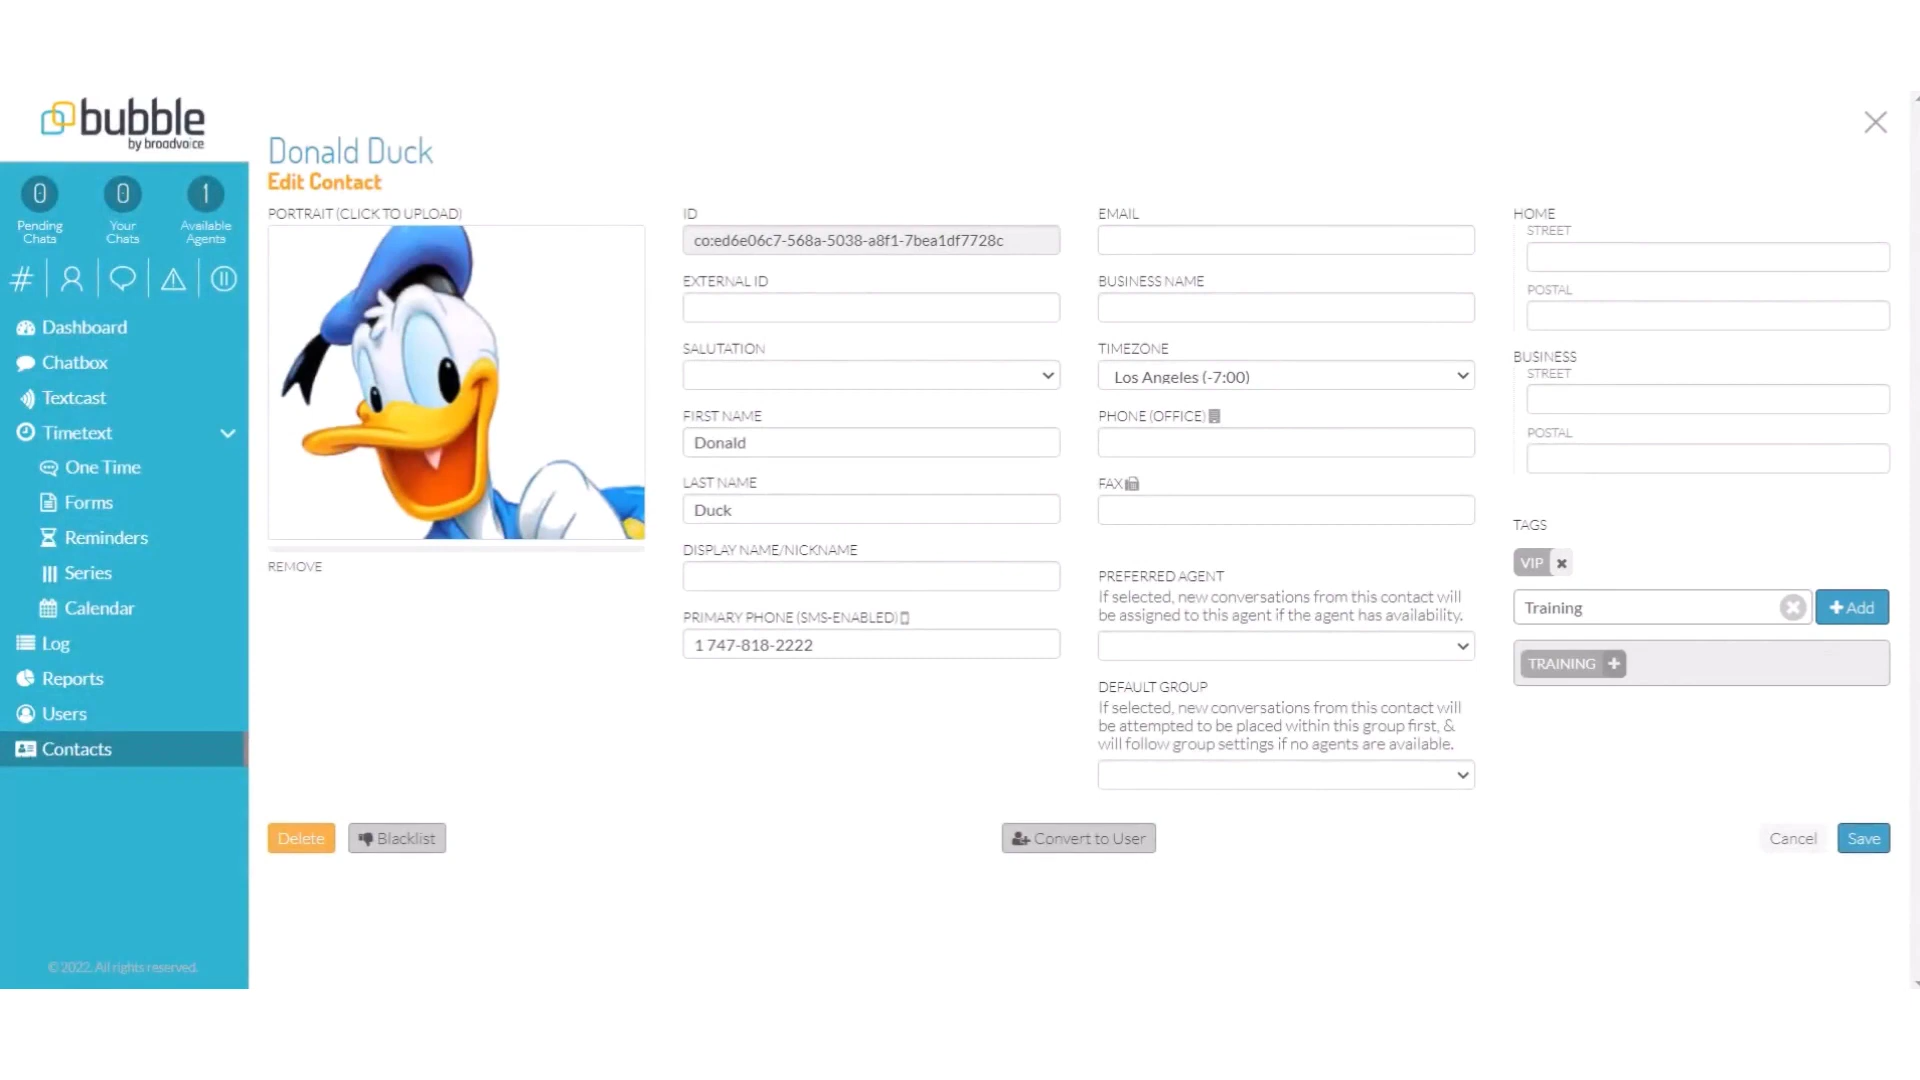 bubble
by broadvoice
0
0
1
Pending Chats
Your Chats
Available Agents
Dashboard
Chatbox
Textcast
Timetext
One Time
Forms
Reminders
Series
Calendar
Log
Reports
Users
Contacts
© 2022. All rights reserved.
Donald Duck
Edit Contact
PORTRAIT (CLICK TO UPLOAD)
REMOVE
ID
co:ed6e06c7-568a-5038-a8f1-7bea1df7728c
EXTERNAL ID
SALUTATION
FIRST NAME
Donald
LAST NAME
Duck
DISPLAY NAME/NICKNAME
PRIMARY PHONE (SMS-ENABLED)
1 747-818-2222
EMAIL
BUSINESS NAME
TIMEZONE
Los Angeles (-7:00)
PHONE (OFFICE)
FAX
PREFERRED AGENT
If selected, new conversations from this contact will
be assigned to this agent if the agent has availability.
DEFAULT GROUP
If selected, new conversations from this contact will
be attempted to be placed within this group first, &
will follow group settings if no agents are available.
HOME
STREET
POSTAL
BUSINESS
STREET
POSTAL
TAGS
VIP
Training
Add
TRAINING
Delete
Blacklist
Convert to User
Cancel
Save